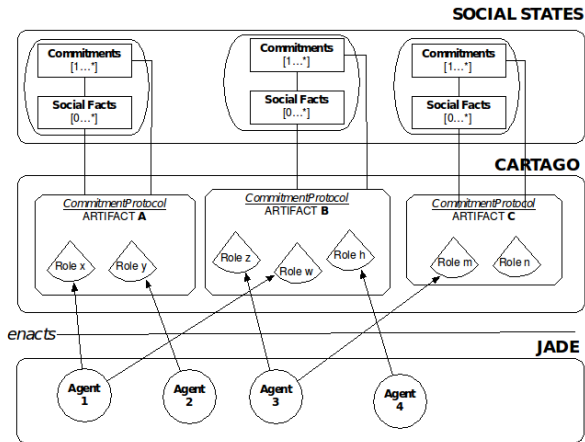 SOCIAL STATES
Commitments
[1...*]
Social Facts
[0...*]
Commitments
[1...*]
Social Facts
[0...*]
Commitments
[1...*]
Social Facts
[0...*]
CARTAGO
CommitmentProtocol
ARTIFACT A
Role x
Role y
CommitmentProtocol
ARTIFACT B
Role z
Role w
Role h
CommitmentProtocol
ARTIFACT C
Role m
Role n
enacts
JADE
Agent
1
Agent
2
Agent
3
Agent
4